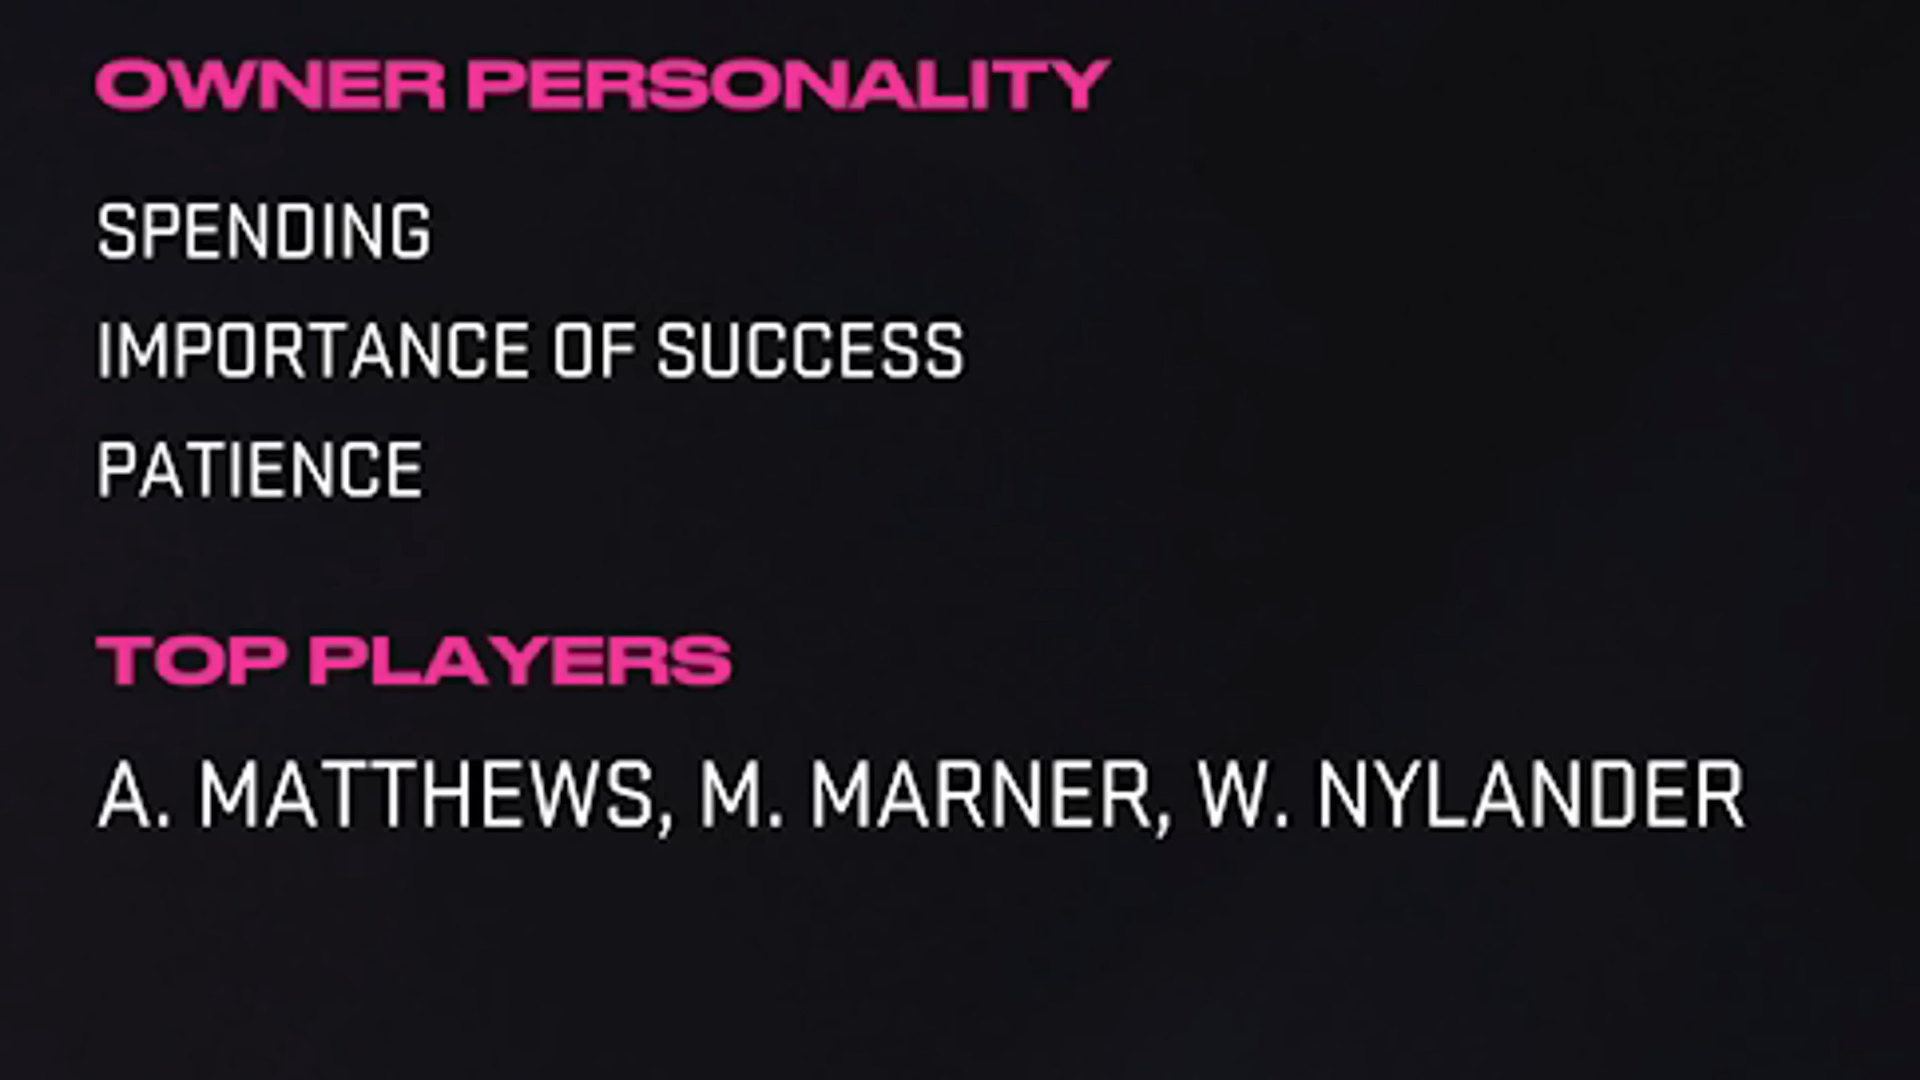 OWNER PERSONALITY
SPENDING
IMPORTANCE OF SUCCESS
PATIENCE
TOP PLAYERS
A. MATTHEWS, M. MARNER, W. NYLANDER